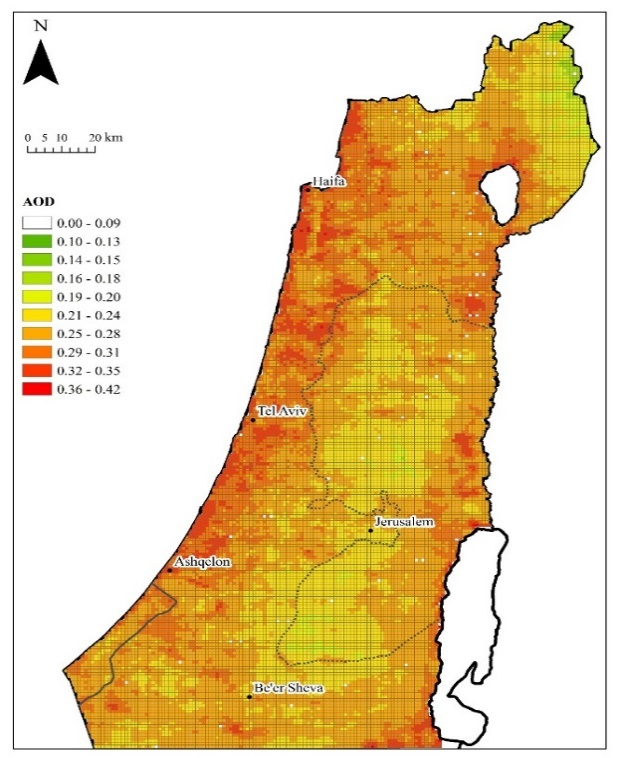 N
0 5 10 20 km
Haifa
AOD
0.00 - 0.09
0.10 - 0.13
0.14 - 0.15
0.16 - 0.18
0.19 - 0.20
0.21 - 0.24
0.25 - 0.28
0.29 - 0.31
0.32 - 0.35
0.36 - 0.42
Tel Aviv
Jerusalem
Ashqelon
Be'er Sheva